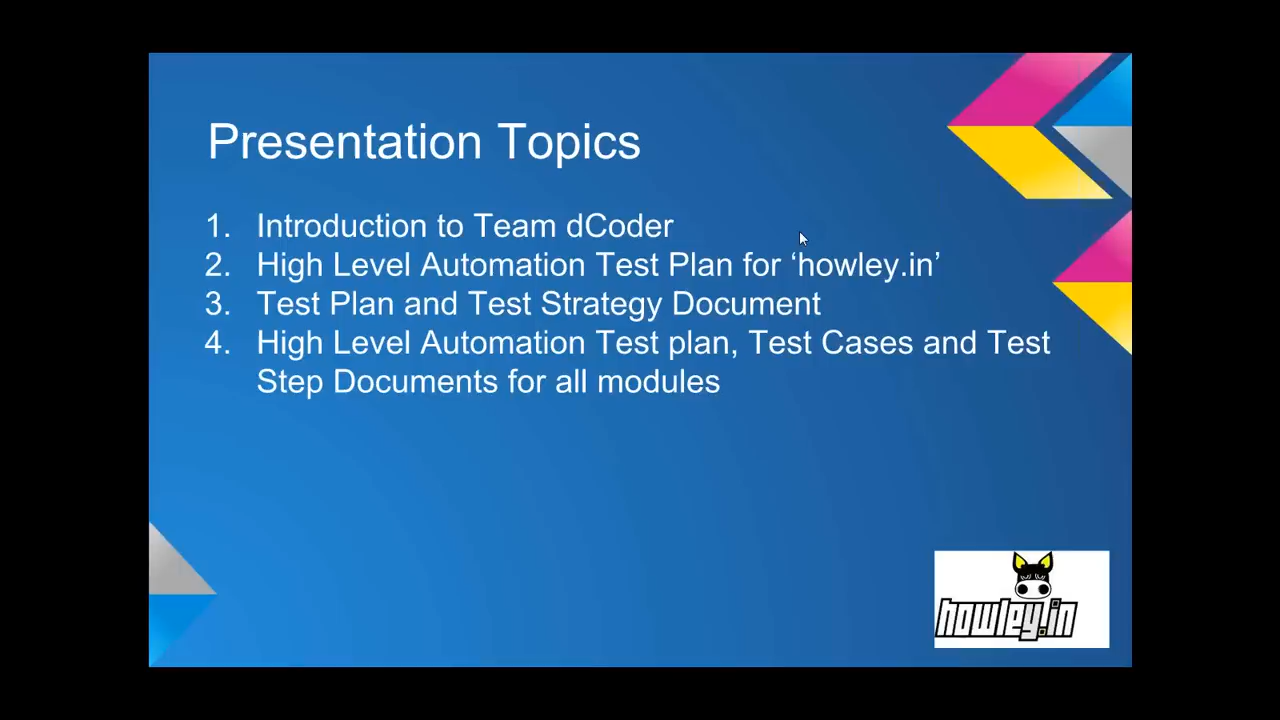 Presentation Topics
1. Introduction to Team dCoder
2. High Level Automation Test Plan for ‘howley.in’
3. Test Plan and Test Strategy Document
4. High Level Automation Test plan, Test Cases and Test
Step Documents for all modules
howley.in